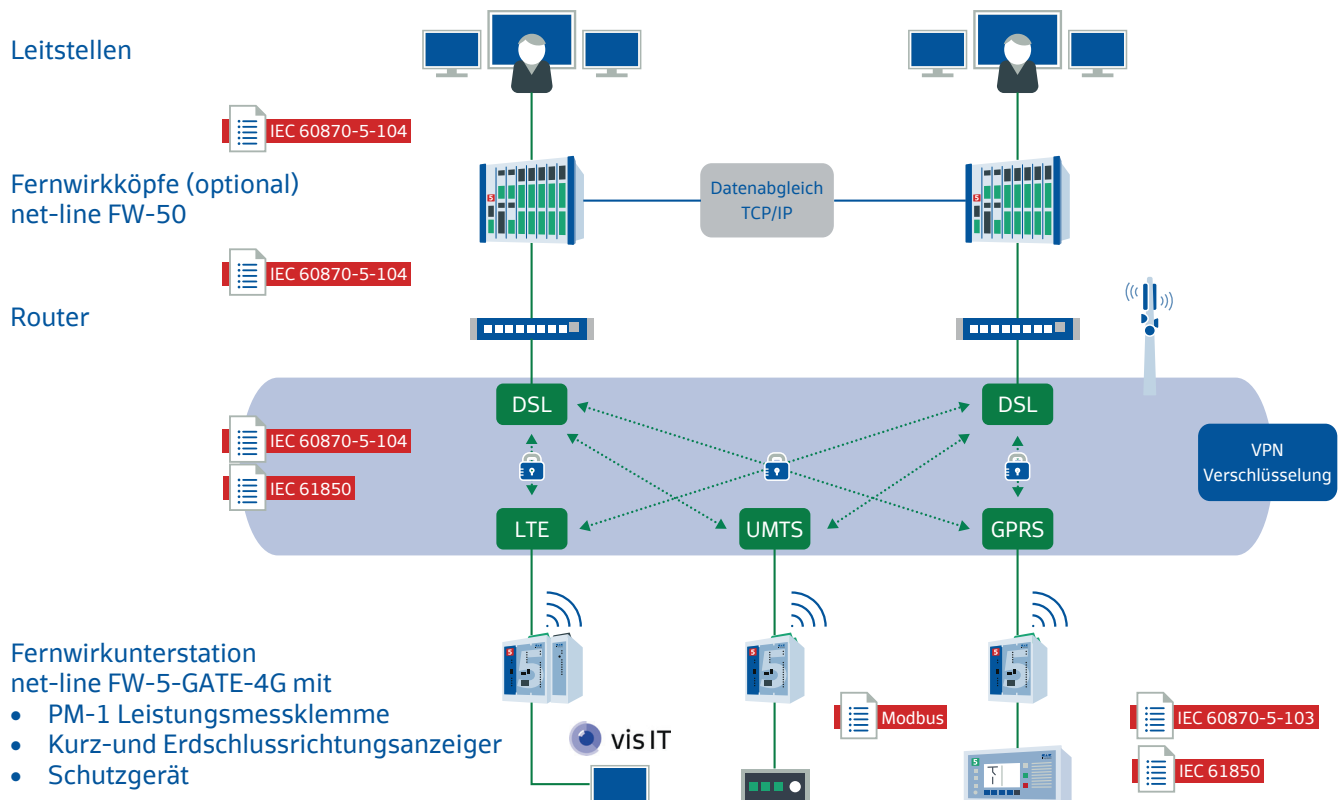 Leitstellen
IEC 60870-5-104
Fernwirkköpfe (optional)
net-line FW-50
Datenabgleich
TCP/IP
IEC 60870-5-104
Router
DSL
DSL
IEC 60870-5-104
IEC 61850
VPN
Verschlüsselung
LTE
UMTS
GPRS
Fernwirkunterstation
net-line FW-5-GATE-4G mit
• PM-1 Leistungsmessklemme
• Kurz-und Erdschlussrichtungsanzeiger
• Schutzgerät
vis IT
Modbus
IEC 60870-5-103
IEC 61850